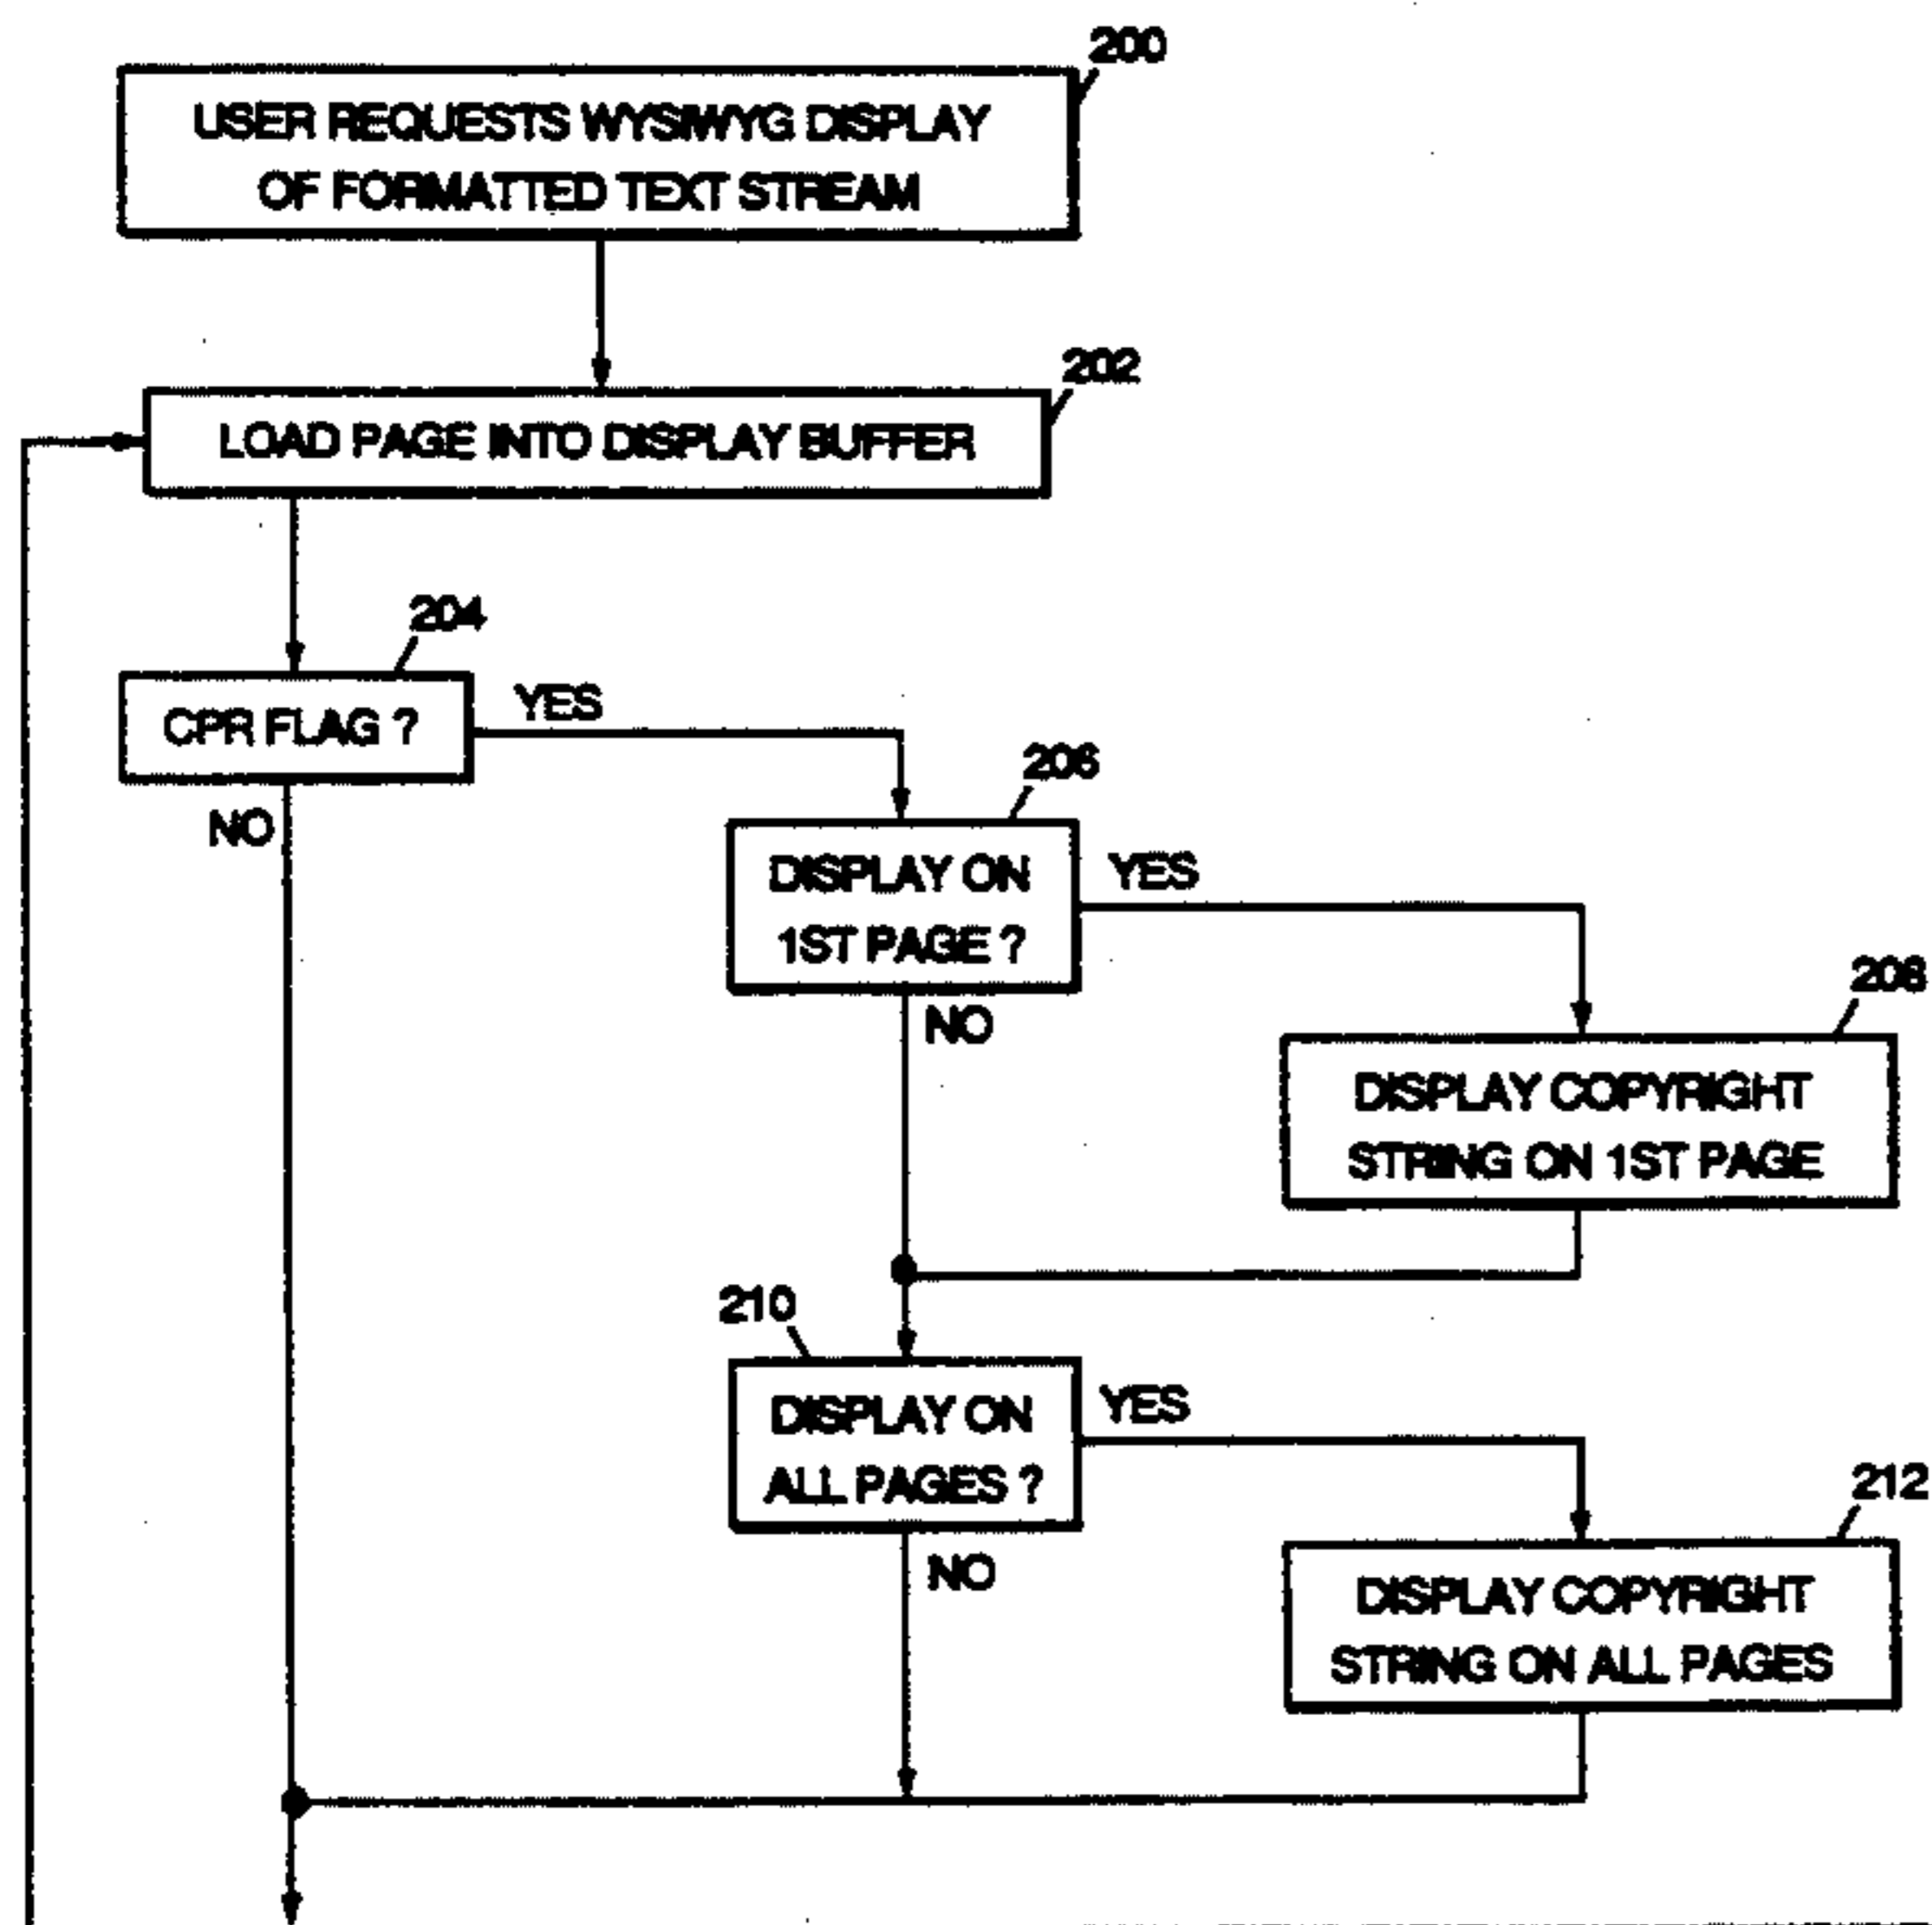 200
USER REQUESTS WYSIWYG DISPLAY
OF FORMATTED TEXT STREAM
202
LOAD PAGE INTO DISPLAY BUFFER
204
CPR FLAG ?
YES
NO
206
DISPLAY ON
1ST PAGE ?
YES
NO
208
DISPLAY COPYRIGHT
STRING ON 1ST PAGE
210
DISPLAY ON
ALL PAGES ?
YES
NO
212
DISPLAY COPYRIGHT
STRING ON ALL PAGES